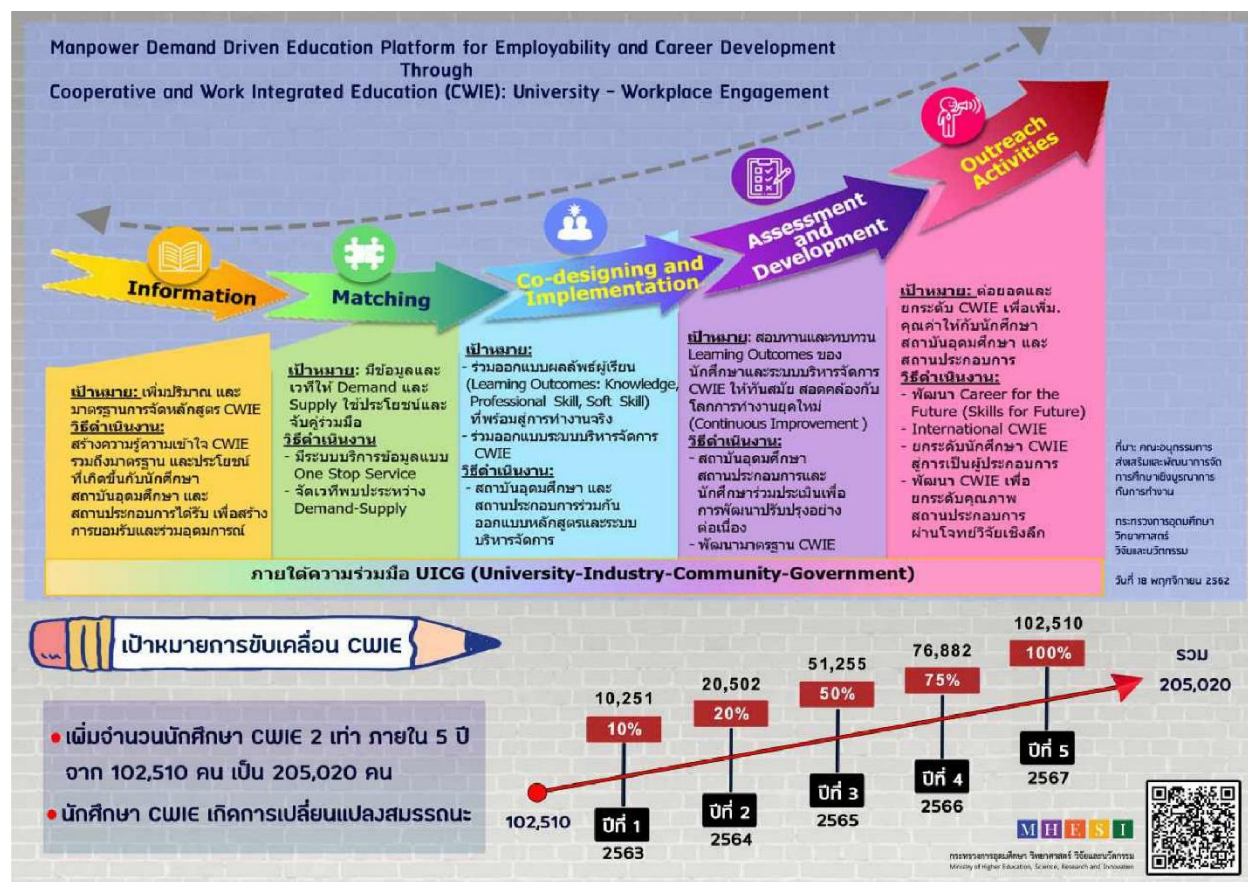 Manpower Demand Driven Education Platform for Employability and Career Development
Through
Cooperative and Work Integrated Education (CWIE): University - Workplace Engagement
Information
Matching
Co-designing and
Implementation
Assessment
and
Development
Outreach
Activities
เป้าหมาย: เพิ่มปริมาณ และ
มาตรฐานการจัดหลักสูตร CWIE
วิธีดำเนินงาน:
สร้างความรู้ความเข้าใจ CWIE
รวมถึงมาตรฐาน และประโยชน์
ที่เกิดขึ้นกับนักศึกษา
สถาบันอุดมศึกษา และ
สถานประกอบการได้รับ เพื่อสร้าง
การยอมรับและร่วมอุดมการณ์
เป้าหมาย: มีข้อมูลและ
เวทีให้ Demand และ
Supply ใช้ประโยชน์และ
จับคู่ร่วมมือ
วิธีดำเนินงาน
- มีระบบบริการข้อมูลแบบ
One Stop Service
- จัดเวทีพบปะระหว่าง
Demand-Supply
เป้าหมาย:
- ร่วมออกแบบผลลัพธ์ผู้เรียน
(Learning Outcomes: Knowledge,
Professional Skill, Soft Skill)
ที่พร้อมสู่การทำงานจริง
- ร่วมออกแบบระบบบริหารจัดการ
CWIE
วิธีดำเนินงาน:
- สถาบันอุดมศึกษา และ
สถานประกอบการร่วมกัน
ออกแบบหลักสูตรและระบบ
บริหารจัดการ
เป้าหมาย: สอบทานและทบทวน
Learning Outcomes ของ
นักศึกษาและระบบบริหารจัดการ
CWIE ให้ทันสมัย สอดคล้องกับ
โลกการทำงานยุคใหม่
(Continuous Improvement )
วิธีดำเนินงาน:
- สถาบันอุดมศึกษา
สถานประกอบการและ
นักศึกษาร่วมประเมินเพื่อ
การพัฒนาปรับปรุงอย่าง
ต่อเนื่อง
- พัฒนามาตรฐาน CWIE
เป้าหมาย: ต่อยอดและ
ยกระดับ CWIE เพื่อเพิ่ม.
คุณค่าให้กับนักศึกษา
สถาบันอุดมศึกษา และ
สถานประกอบการ
วิธีดำเนินงาน:
- พัฒนา Career for the
Future (Skills for Future)
- International CWIE
- ยกระดับนักศึกษา CWIE
สู่การเป็นผู้ประกอบการ
- พัฒนา CWIE เพื่อ
ยกระดับคุณภาพ
สถานประกอบการ
ผ่านโจทย์วิจัยเชิงลึก
ที่มา: คณะอนุกรรมการ
ส่งเสริมและพัฒนาการจัด
การศึกษาเชิงบูรณาการ
กับการทำงาน
กระทรวงการอุดมศึกษา
วิทยาศาสตร์
วิจัยและนวัตกรรม
วันที่ 18 พฤศจิกายน 2562
ภายใต้ความร่วมมือ UICG (University-Industry-Community-Government)
เป้าหมายการขับเคลื่อน CWIE
• เพิ่มจำนวนนักศึกษา CWIE 2 เท่า ภายใน 5 ปี
จาก 102,510 คน เป็น 205,020 คน
• นักศึกษา CWIE เกิดการเปลี่ยนแปลงสมรรถนะ
102,510
10,251
10%
ปีที่ 1
2563
20,502
20%
ปีที่ 2
2564
51,255
50%
ปีที่ 3
2565
76,882
75%
ปีที่ 4
2566
102,510
100%
ปีที่ 5
2567
รวม
205,020
MHESI
กระทรวงการอุดมศึกษา วิทยาศาสตร์ วิจัยและนวัตกรรม
Ministry of Higher Education, Science, Research and Innovation